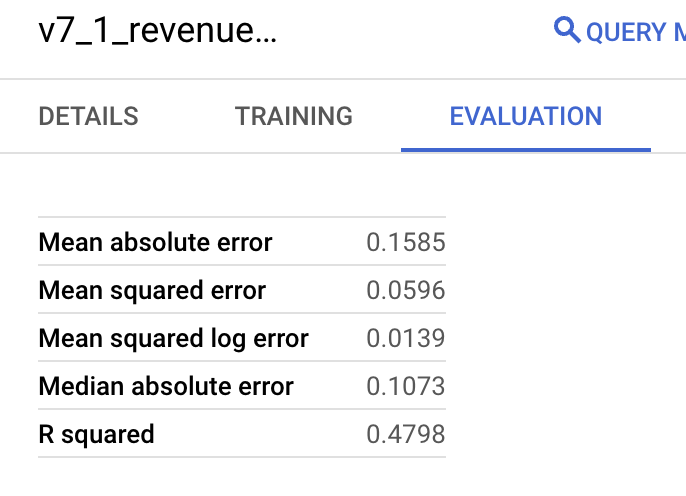 v7_1_revenue...
QUERY M
DETAILS TRAINING EVALUATION
Mean absolute error 0.1585
Mean squared error 0.0596
Mean squared log error 0.0139
Median absolute error 0.1073
R squared 0.4798